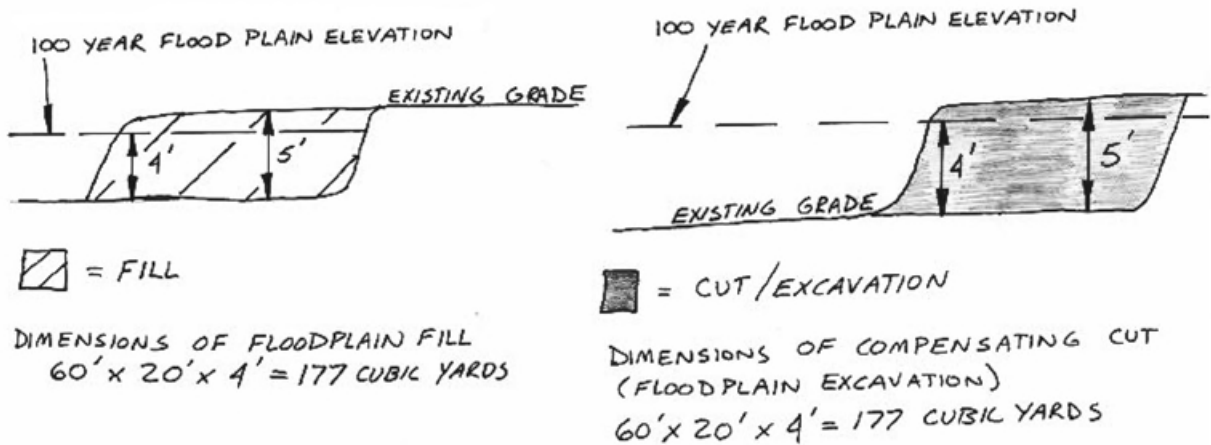 100 YEAR FLOOD PLAIN ELEVATION
EXISTING GRADE
4'
5'
= FILL
DIMENSIONS OF FLOODPLAIN FILL
60' x 20' x 4' = 177 CUBIC YARDS
100 YEAR FLOOD PLAIN ELEVATION
4'
5'
EXISTING GRADE
= CUT/EXCAVATION
DIMENSIONS OF COMPENSATING CUT
(FLOODPLAIN EXCAVATION)
60' x 20' x 4' = 177 CUBIC YARDS